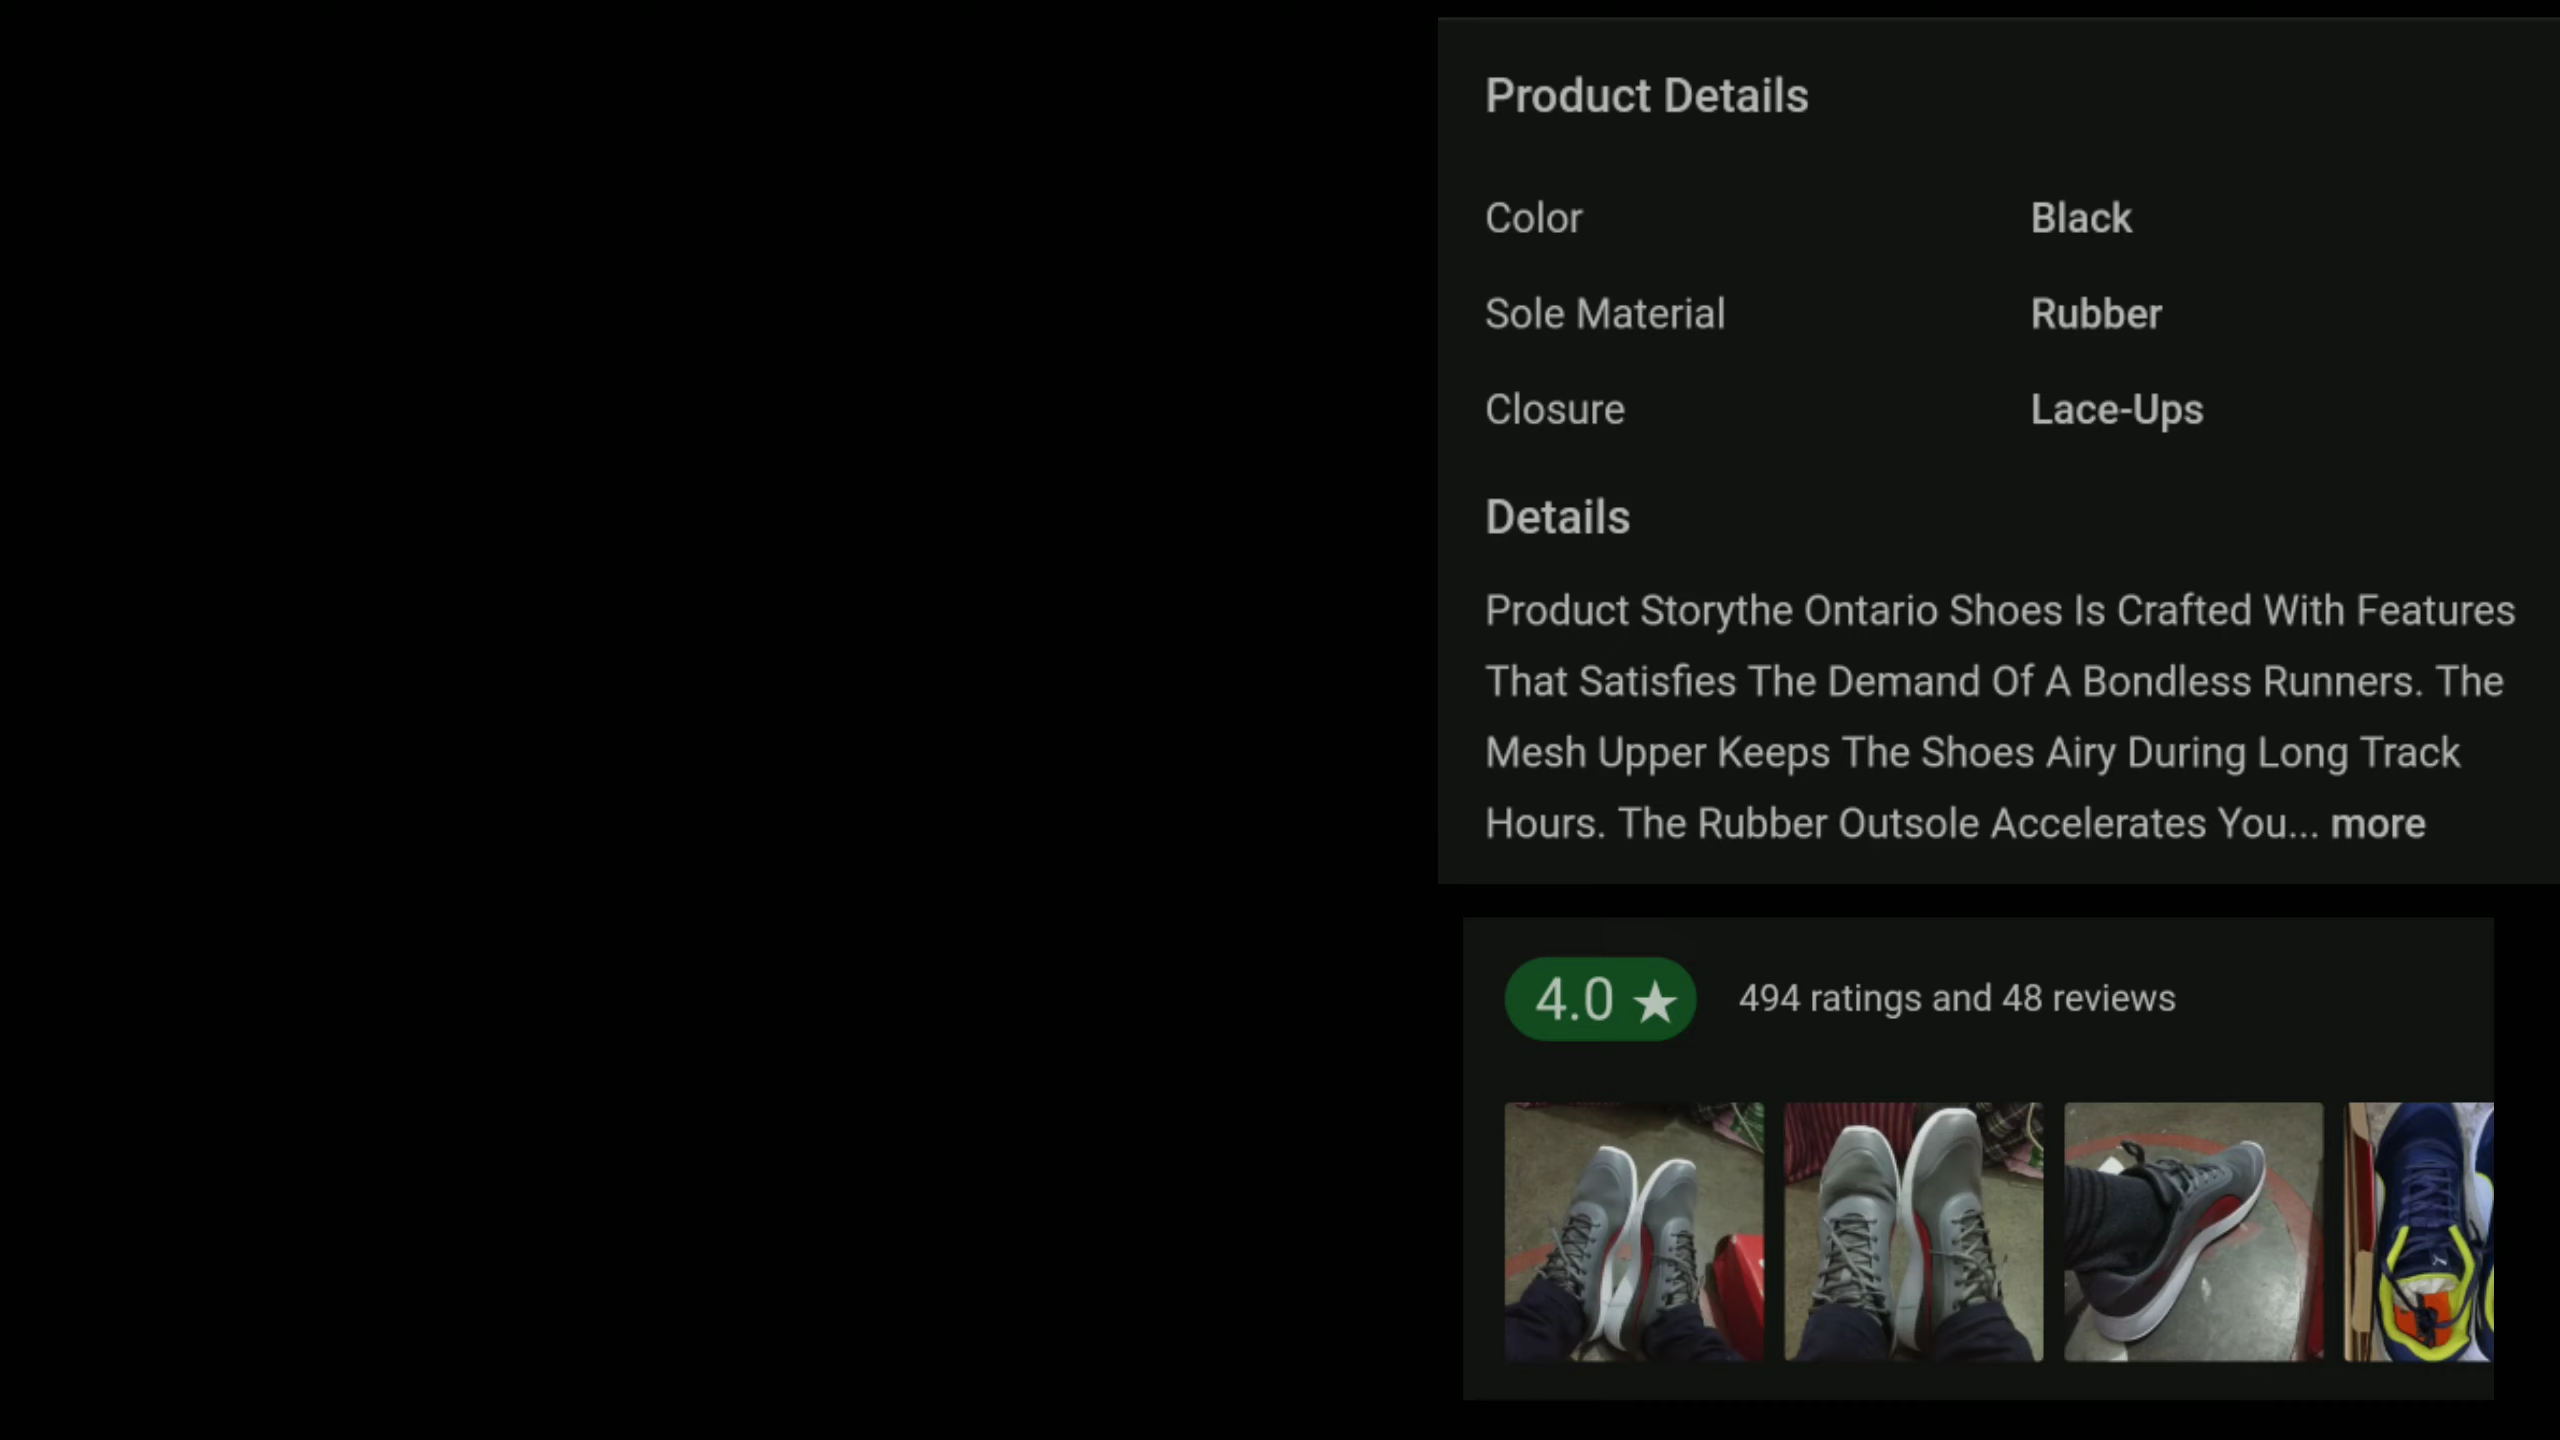 Product Details
Color Black
Sole Material Rubber
Closure Lace-Ups
Details
Product Storythe Ontario Shoes Is Crafted With Features
That Satisfies The Demand Of A Bondless Runners. The
Mesh Upper Keeps The Shoes Airy During Long Track
Hours. The Rubber Outsole Accelerates You... more
4.0 ★ 494 ratings and 48 reviews